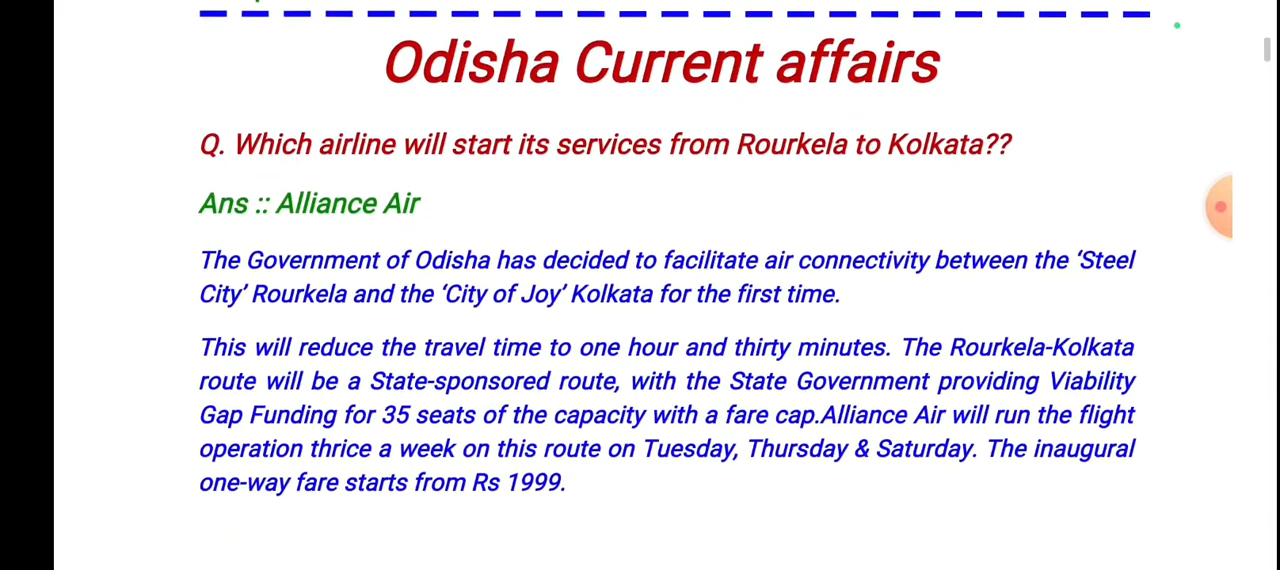 Odisha Current affairs
Q. Which airline will start its services from Rourkela to Kolkata??
Ans :: Alliance Air
The Government of Odisha has decided to facilitate air connectivity between the ‘Steel
City’ Rourkela and the ‘City of Joy’ Kolkata for the first time.
This will reduce the travel time to one hour and thirty minutes. The Rourkela-Kolkata
route will be a State-sponsored route, with the State Government providing Viability
Gap Funding for 35 seats of the capacity with a fare cap.Alliance Air will run the flight
operation thrice a week on this route on Tuesday, Thursday & Saturday. The inaugural
one-way fare starts from Rs 1999.